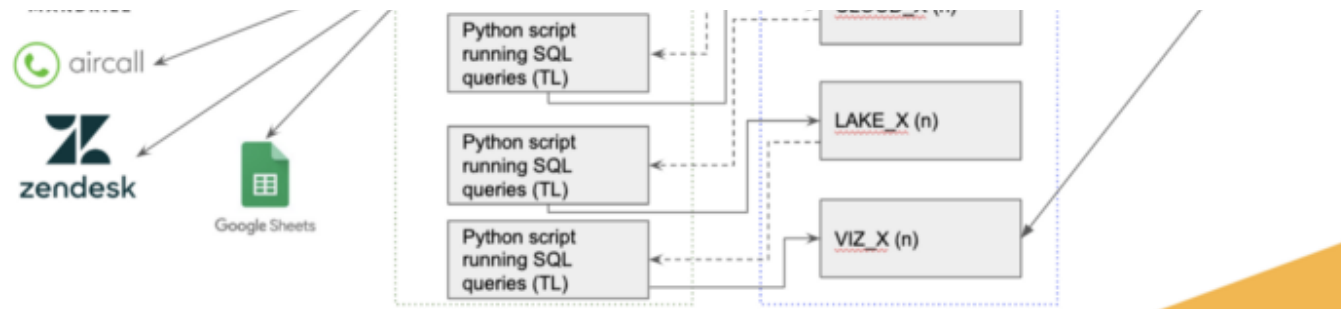 Python script
running SQL
queries (TL)
aircall
LAKE_X (n)
Python script
running SQL
queries (TL)
zendesk
Google Sheets
Python script
running SQL
queries (TL)
VIZ_X (n)